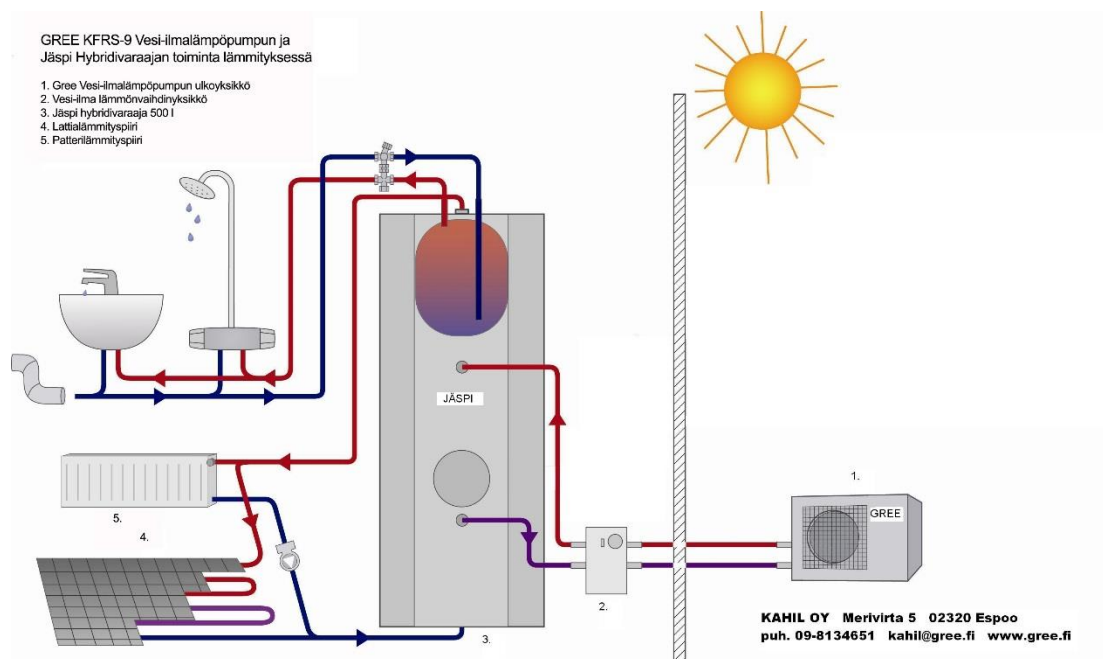 GREE KFRS-9 Vesi-ilmalämpöpumpun ja
Jäspi Hybridivaraajan toiminta lämmityksessä
1. Gree Vesi-ilmalämpöpumpun ulkoyksikkö
2. Vesi-ilma lämmönvaihdinyksikkö
3. Jäspi hybridivaraaja 500 l
4. Lattialämmityspiiri
5. Patterilämmityspiiri
JÄSPI
1.
GREE
5.
4.
2.
3.
KAHIL OY Merivirta 5 02320 Espoo
puh. 09-8134651 kahil@gree.fi www.gree.fi